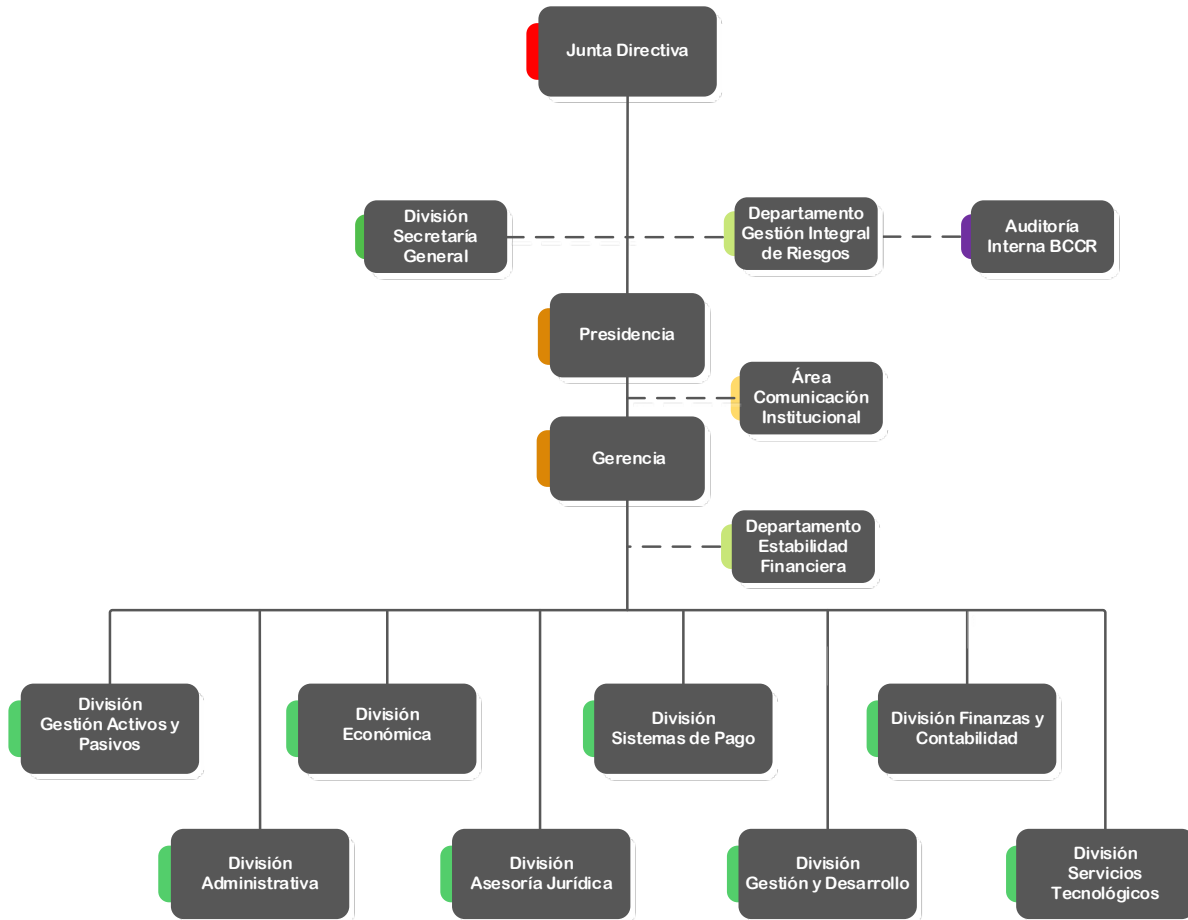 Junta Directiva
División
Secretaría
General
Departamento
Gestión Integral
de Riesgos
Auditoría
Interna BCCR
Presidencia
Área
Comunicación
Institucional
Gerencia
Departamento
Estabilidad
Financiera
División
Gestión Activos y
Pasivos
División
Económica
División
Sistemas de Pago
División Finanzas y
Contabilidad
División
Administrativa
División
Asesoría Jurídica
División
Gestión y Desarrollo
División
Servicios
Tecnológicos